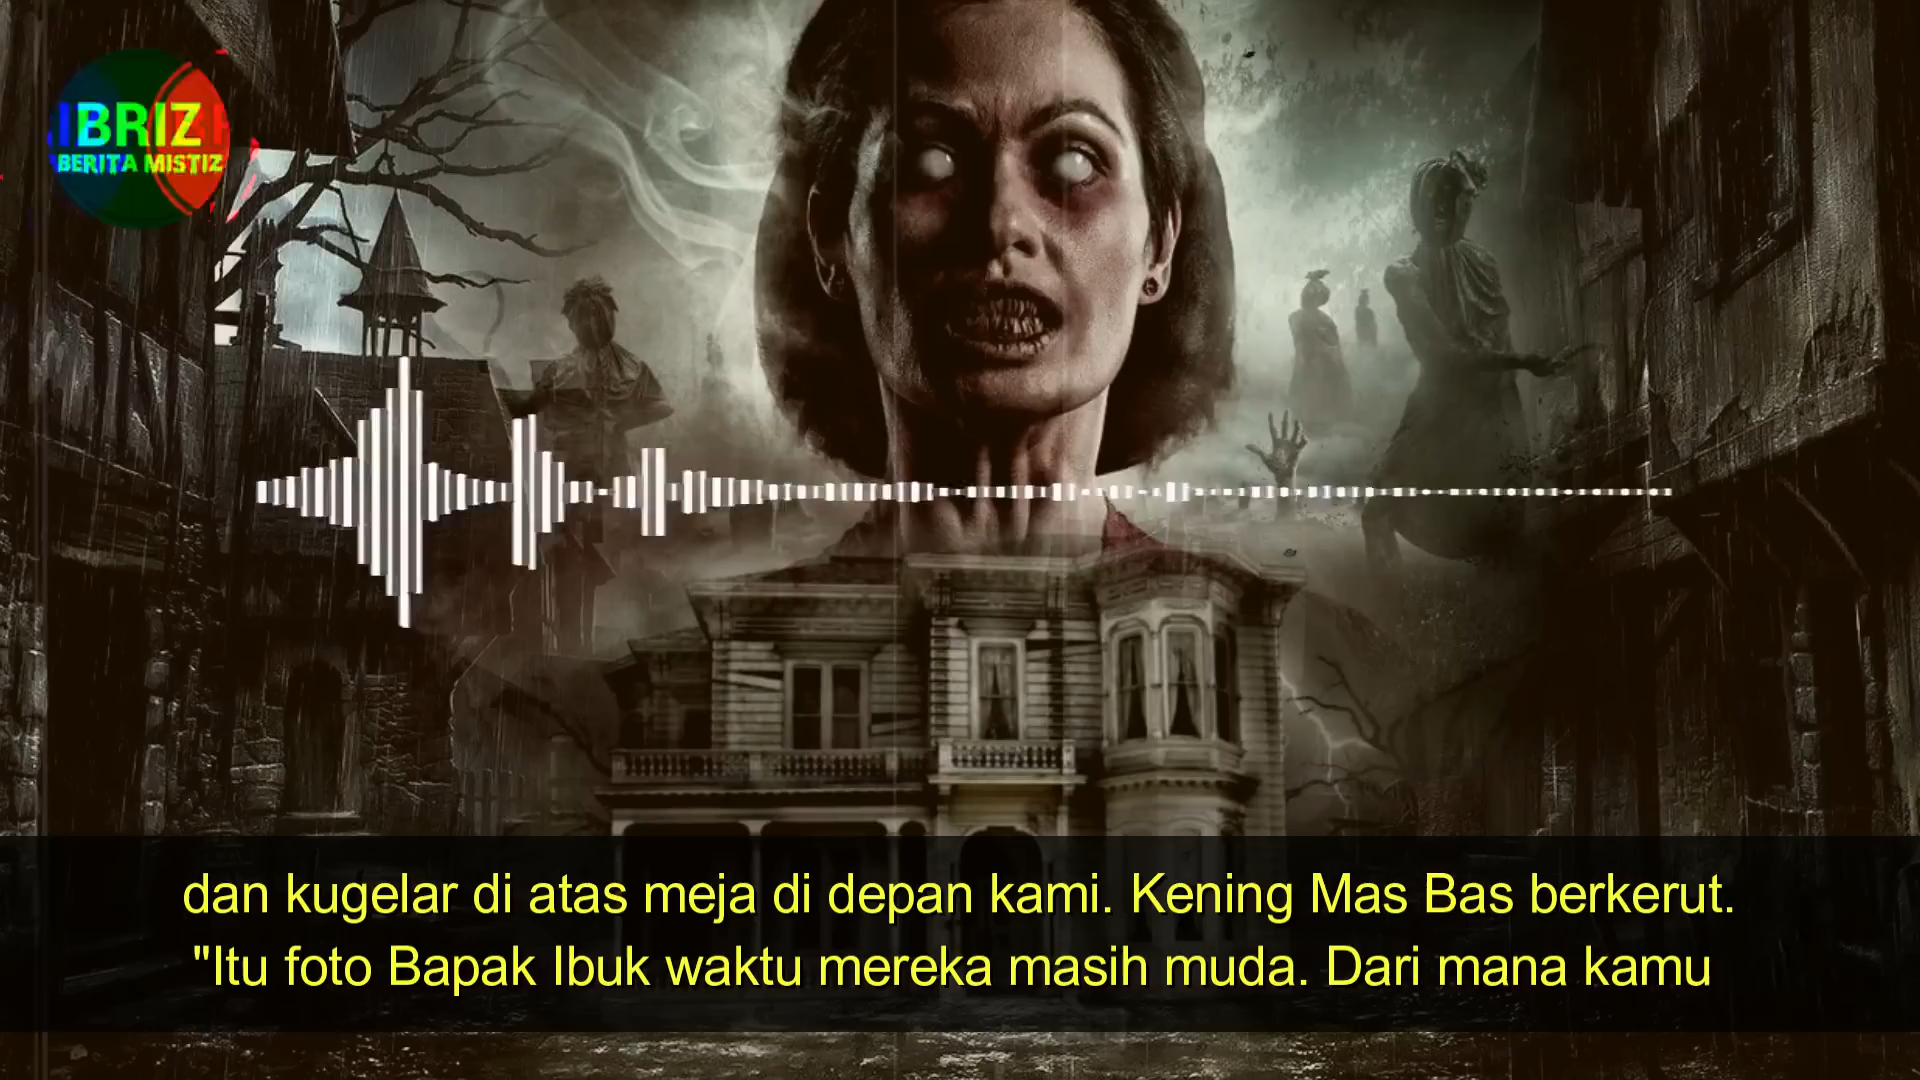 IBRIZ
BERITA MISTIZ
dan kugelar di atas meja di depan kami. Kening Mas Bas berkerut.
"Itu foto Bapak Ibuk waktu mereka masih muda. Dari mana kamu